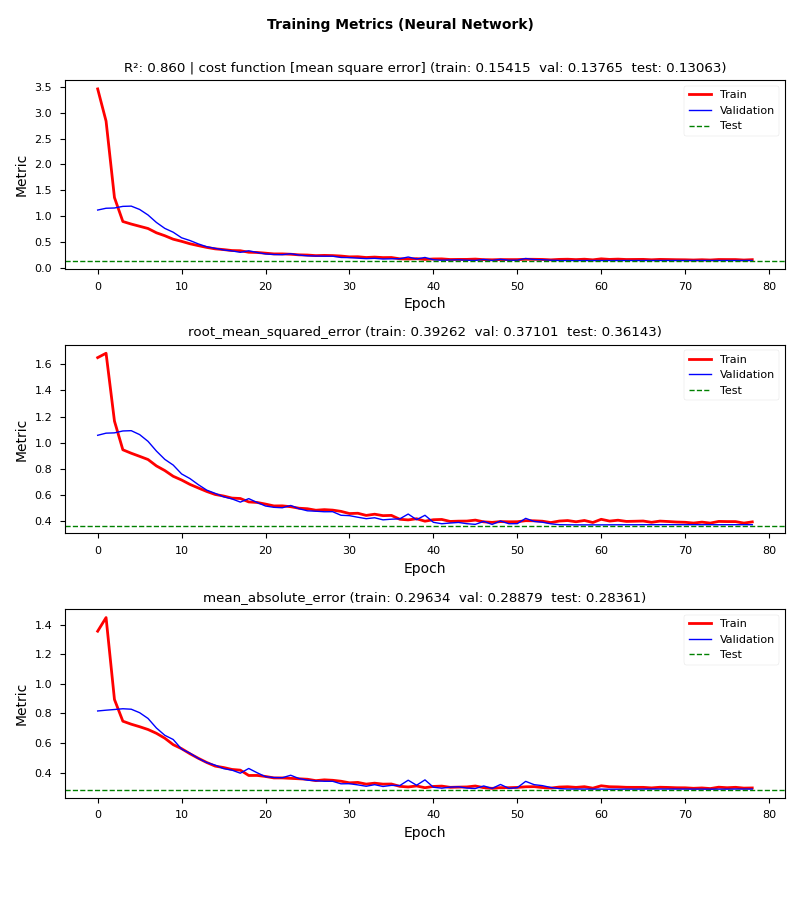 Training Metrics (Neural Network)
R²: 0.860 | cost function [mean square error] (train: 0.15415  val: 0.13765  test: 0.13063)
Metric
3.5
3.0
2.5
2.0
1.5
1.0
0.5
0.0
Train
Validation
Test
0 10 20 30 40 50 60 70 80
Epoch
root_mean_squared_error (train: 0.39262  val: 0.37101  test: 0.36143)
Metric
1.6
1.4
1.2
1.0
0.8
0.6
0.4
Train
Validation
Test
0 10 20 30 40 50 60 70 80
Epoch
mean_absolute_error (train: 0.29634  val: 0.28879  test: 0.28361)
Metric
1.4
1.2
1.0
0.8
0.6
0.4
Train
Validation
Test
0 10 20 30 40 50 60 70 80
Epoch